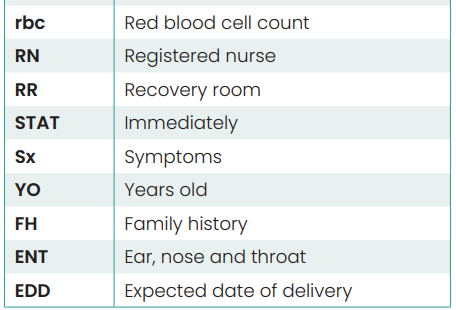 rbc Red blood cell count
RN Registered nurse
RR Recovery room
STAT Immediately
Sx Symptoms
YO Years old
FH Family history
ENT Ear, nose and throat
EDD Expected date of delivery